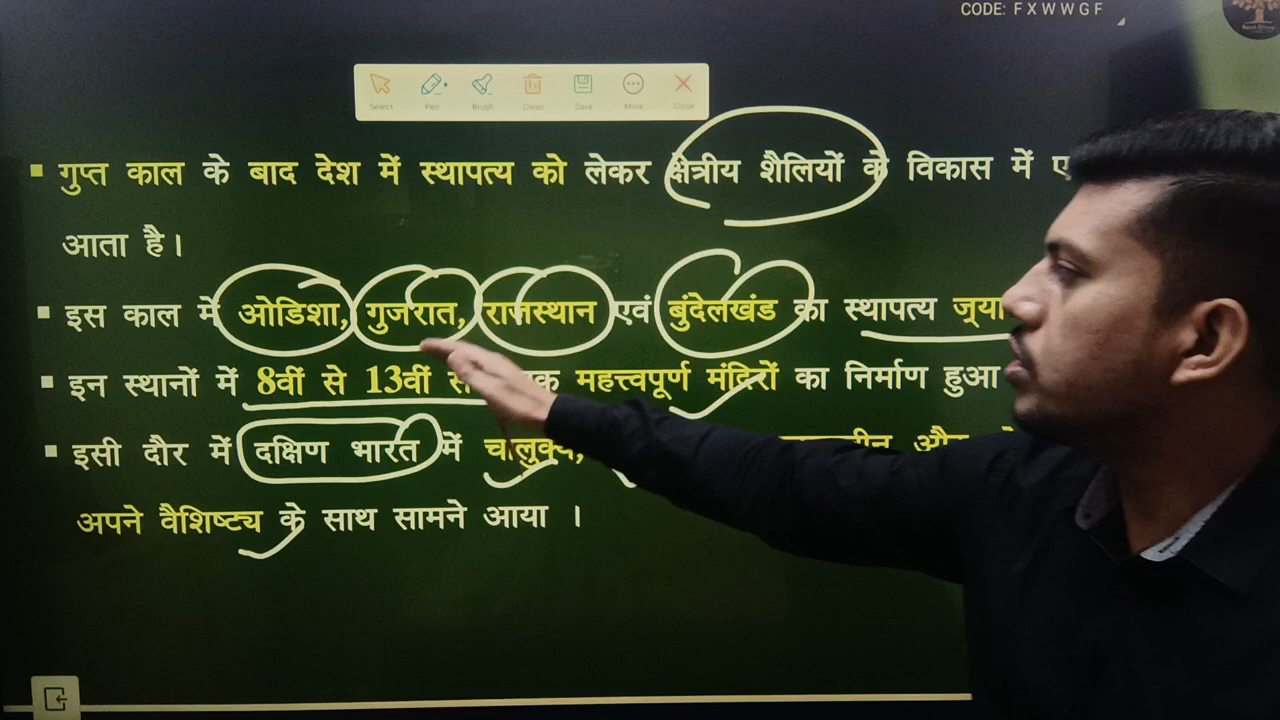 CODE: FXWWGF
Select Pen Brush Clean Save More Close
गुप्त काल के बाद देश में स्थापत्य को लेकर क्षेत्रीय शैलियों के विकास में
आता है।
इस काल में ओडिशा, गुजरात, राजस्थान एवं बुंदेलखंड का स्थापत्य
इन स्थानों में 8वीं से 13वीं महत्त्वपूर्ण मंदिरों का निर्माण हुआ
इसी दौर में दक्षिण भारत में चालुक्य,
अपने वैशिष्ट्य के साथ सामने आया ।